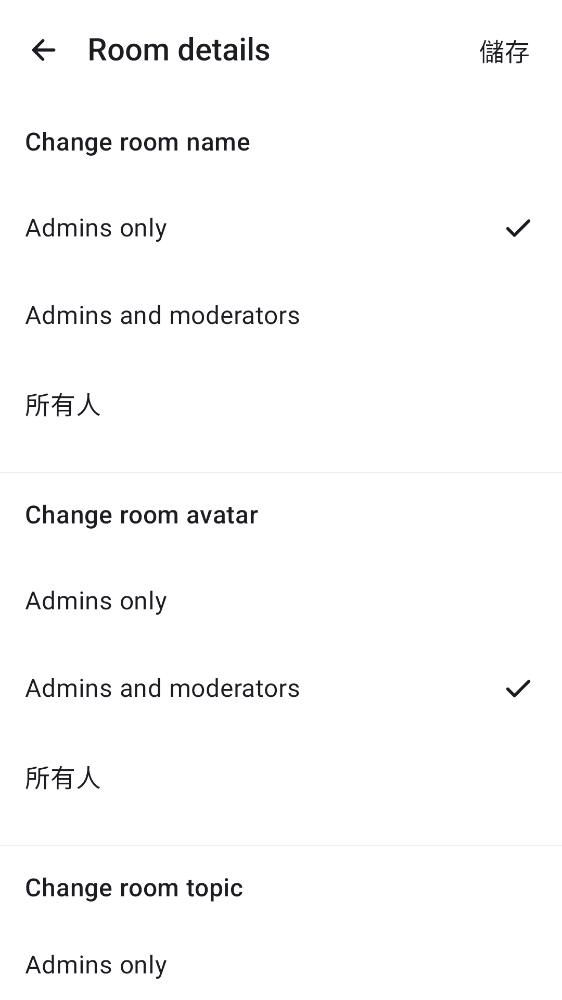 Room details
儲存
Change room name
Admins only
Admins and moderators
所有人
Change room avatar
Admins only
Admins and moderators
所有人
Change room topic
Admins only